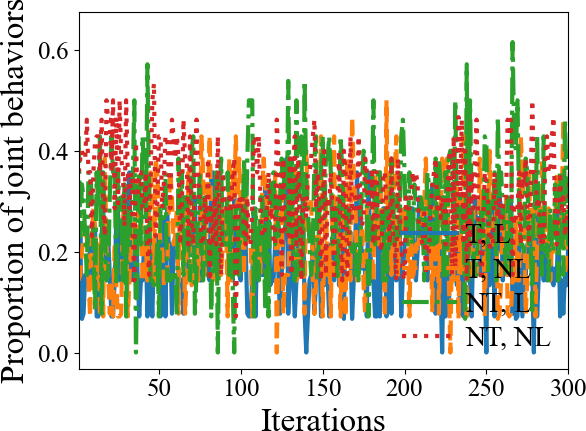 Proportion of joint behaviors
0.6
0.4
0.2
0.0
T, L
T, NL
NT, L
NT, NL
50
100
150
200
250
300
Iterations